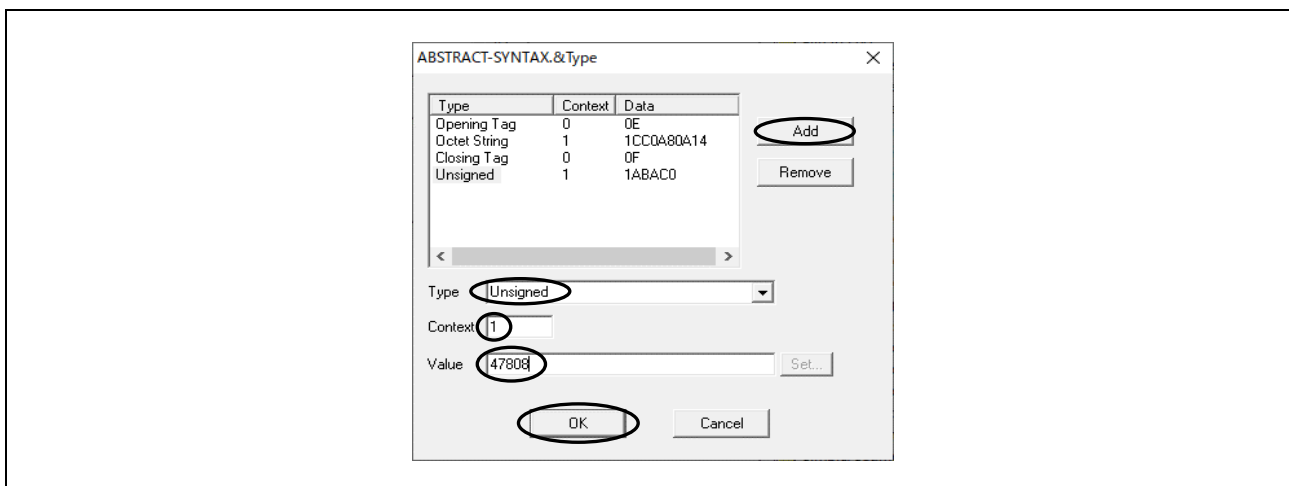 ABSTRACT-SYNTAX.&Type
Type Context Data
Opening Tag 0 0E
Octet String 1 1CC0A80A14
Closing Tag 0 0F
Unsigned 1 1ABAC0
Add
Remove
Type Unsigned
Context 1
Value 47808 Set...
OK Cancel